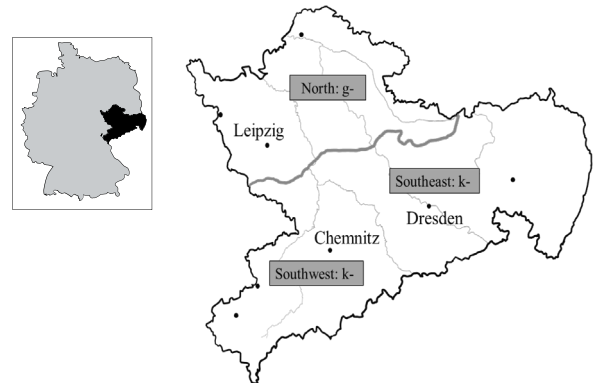 North: g-
Leipzig
Southeast: k-
Dresden
Chemnitz
Southwest: k-